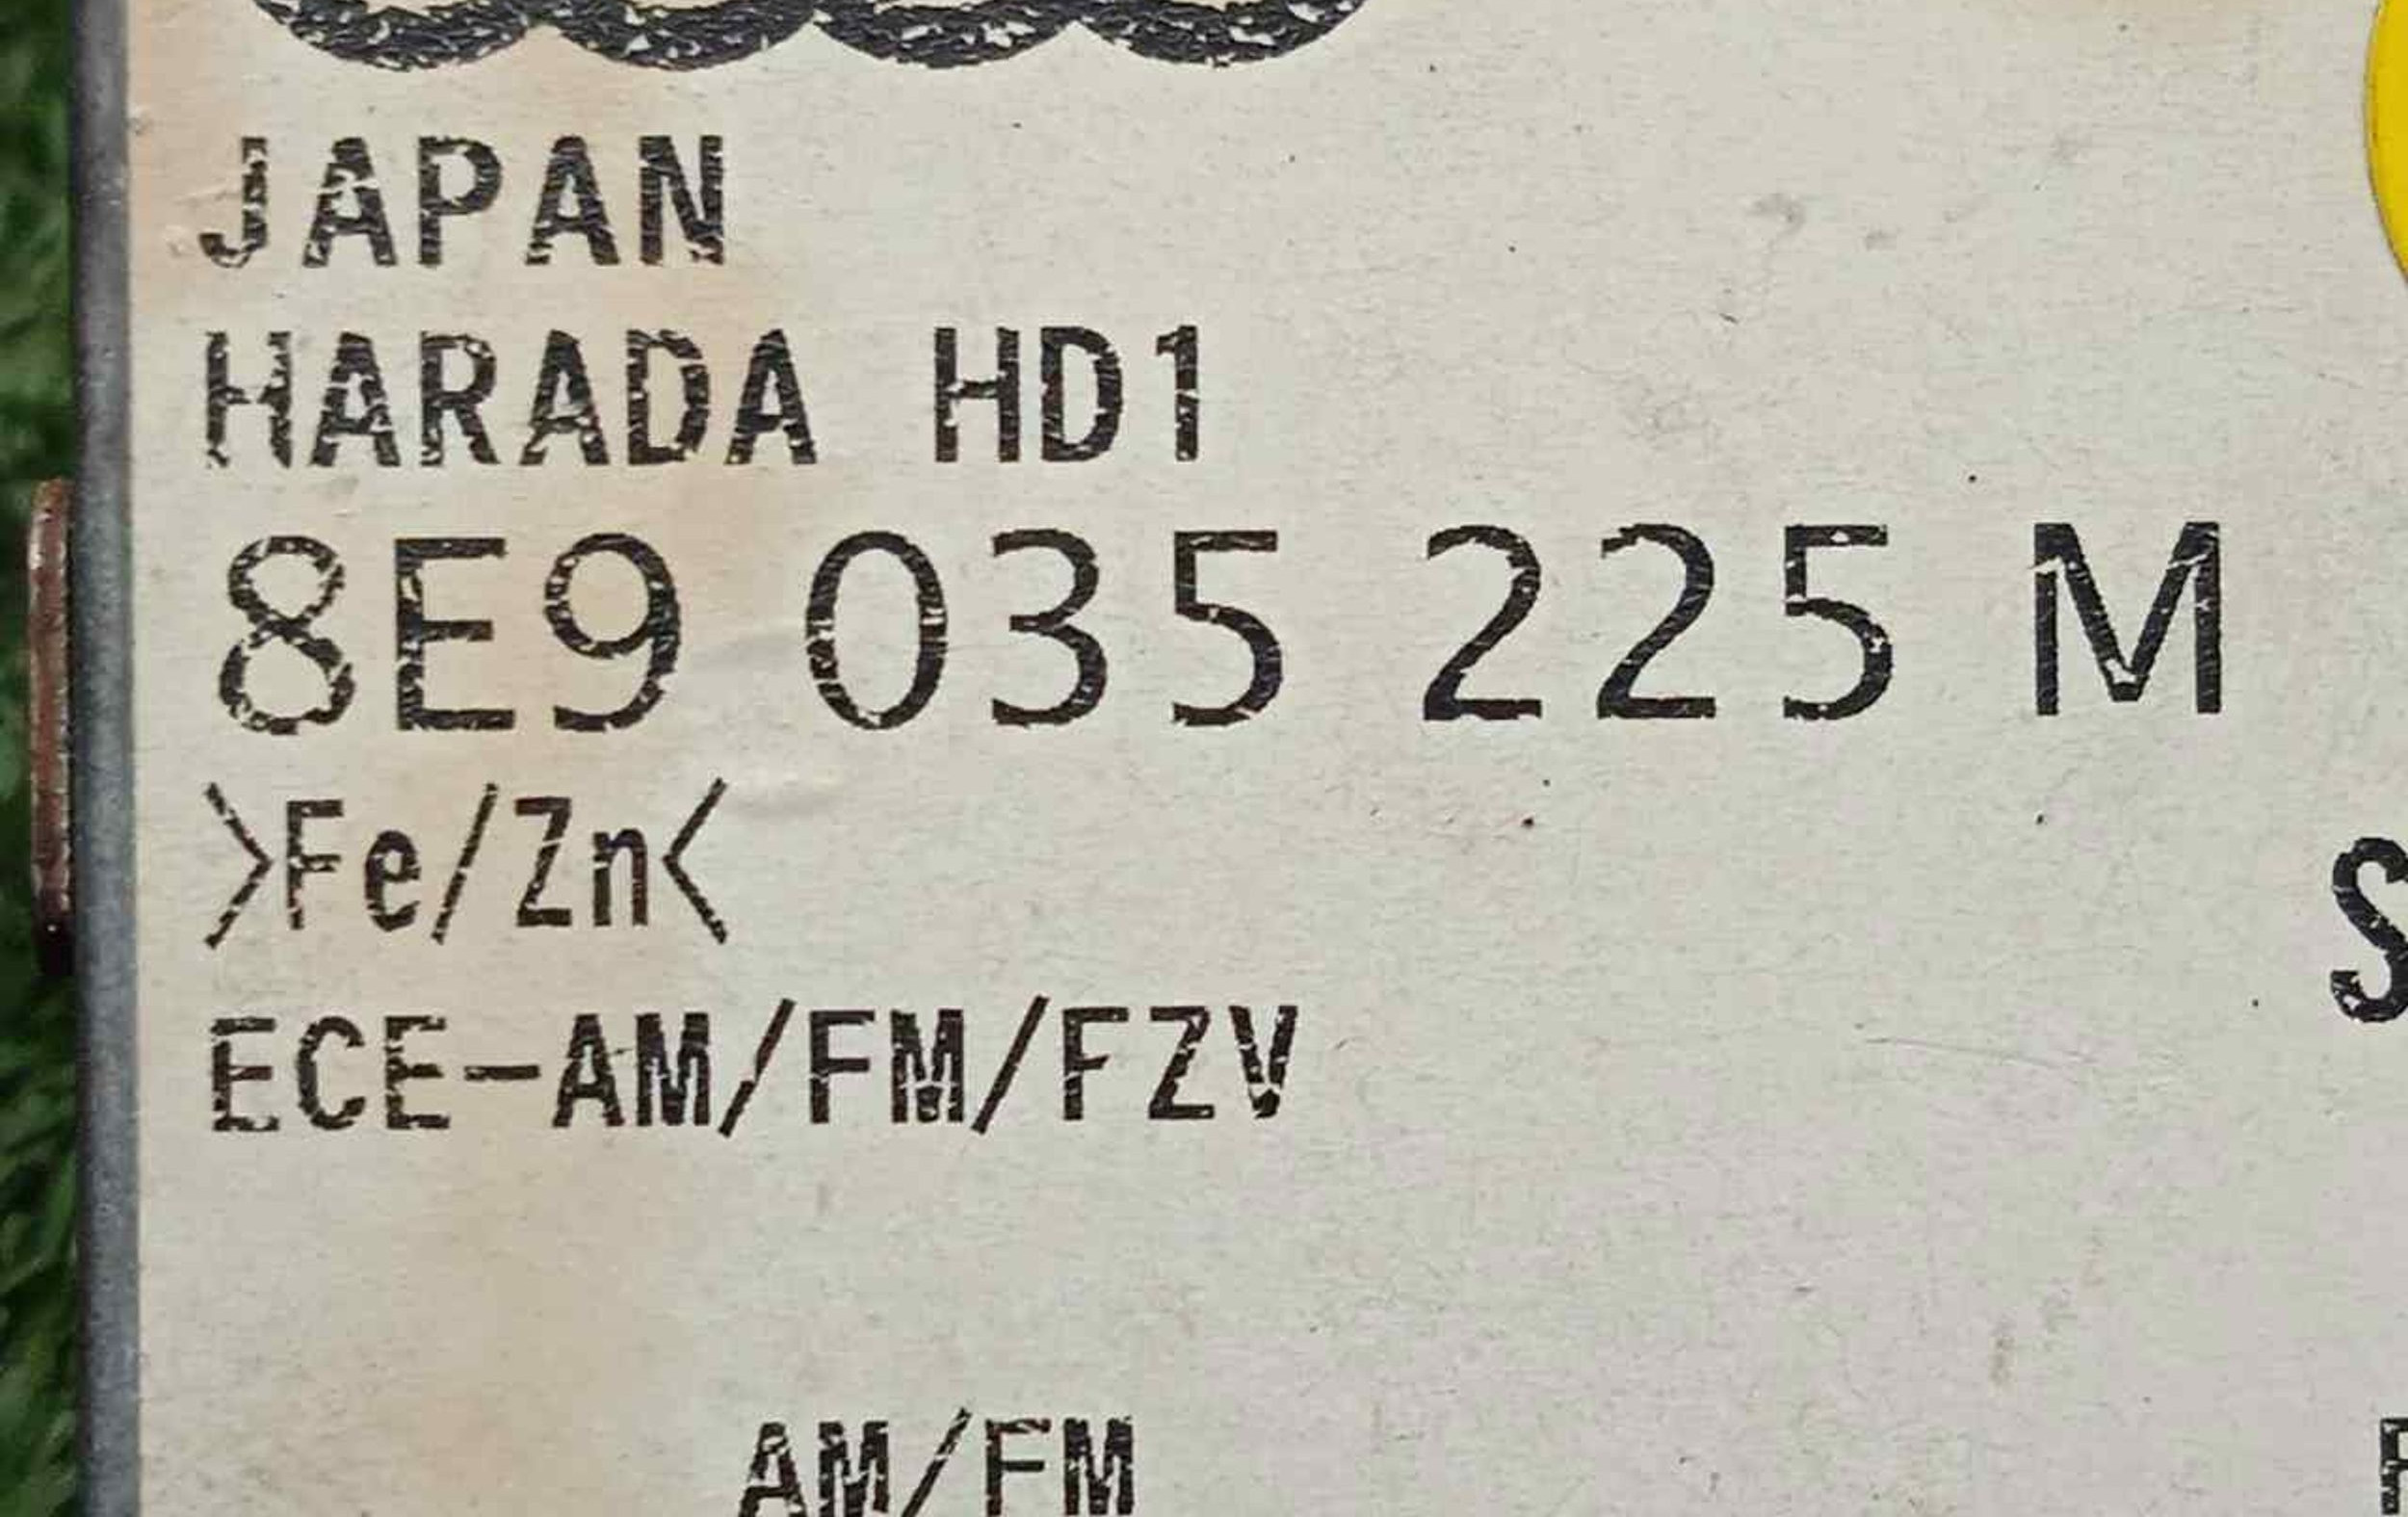 JAPAN
HARADA HD1
8E9 035 225 M
>Fe/Zn<
S
ECE-AM/FM/FZV
AM/FM